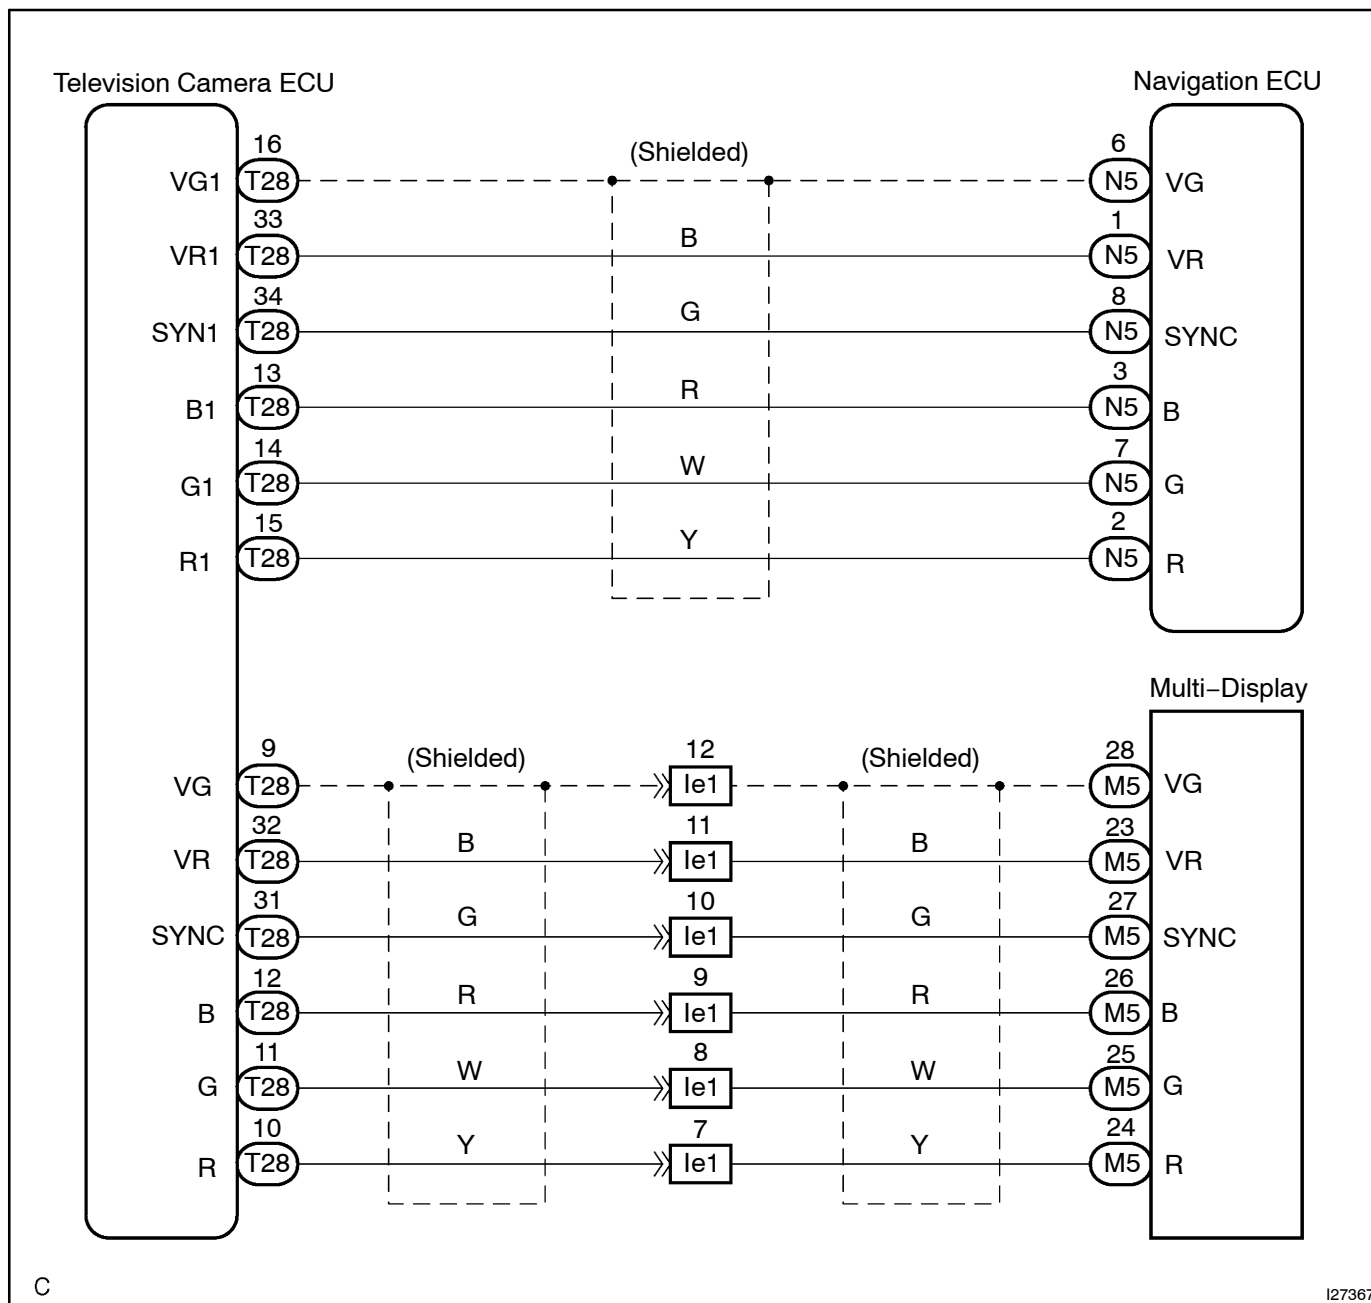 Television Camera ECU Navigation ECU
16 (Shielded) 6
VG1 T28 N5 VG
33 B 1
VR1 T28 N5 VR
34 G 8
SYN1 T28 N5 SYNC
13 R 3
B1 T28 N5 B
14 W 7
G1 T28 N5 G
15 Y 2
R1 T28 N5 R
Multi−Display
9 (Shielded) 12 (Shielded) 28
VG T28 Ie1 M5 VG
32 B 11 B 23
VR T28 Ie1 M5 VR
31 G 10 G 27
SYNC T28 Ie1 M5 SYNC
12 R 9 R 26
B T28 Ie1 M5 B
11 W 8 W 25
G T28 Ie1 M5 G
10 Y 7 Y 24
R T28 Ie1 M5 R
C I27367